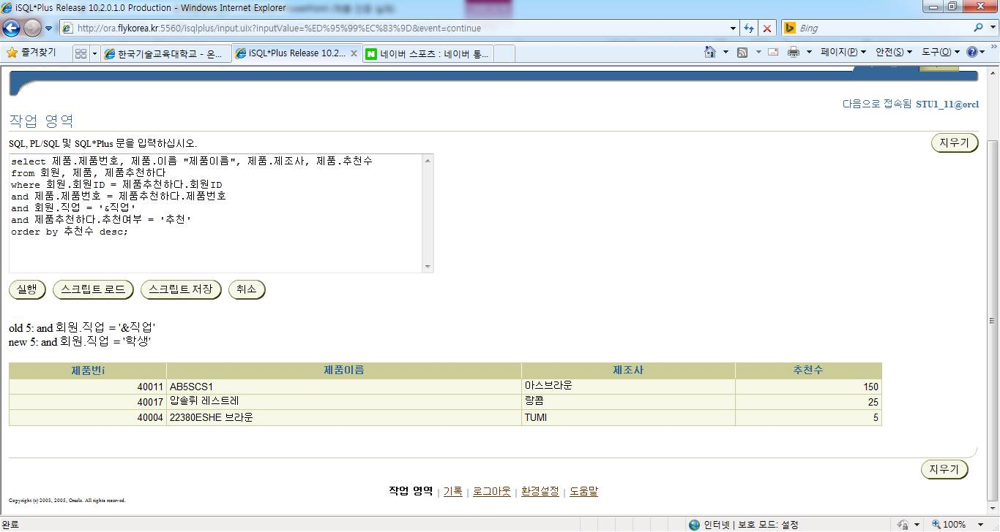 iSQL*Plus Release 10.2.0.1.0 Production - Windows Internet Explorer
http://ora.flykorea.kr:5560/isqlplus/input.uix?inputValue=%ED%95%99%EC%83%9D&event=continue
Bing
즐겨찾기
한국기술교육대학교 - 온...
iSQL*Plus Release 10.2...
네이버 스포츠 : 네이버 통...
페이지(P)
안전(S)
도구(O)
다음으로 접속됨 STU1_11@orcl
작업 영역
SQL, PL/SQL 및 SQL*Plus 문을 입력하십시오.
지우기
select 제품.제품번호, 제품.이름 "제품이름", 제품.제조사, 제품.추천수
from 회원, 제품, 제품추천하다
where 회원.회원ID = 제품추천하다.회원ID
and 제품.제품번호 = 제품추천하다.제품번호
and 회원.직업 = '&직업'
and 제품추천하다.추천여부 = '추천'
order by 추천수 desc;
실행 스크립트 로드 스크립트 저장 취소
old 5: and 회원.직업 = '&직업'
new 5: and 회원.직업 = '학생'
제품번i 제품이름 제조사 추천수
40011 AB5SCS1 아스브라운 150
40017 압솔뤼 레스트레 랑콤 25
40004 22380ESHE 브라운 TUMI 5
지우기
작업 영역 | 기록 | 로그아웃 | 환경설정 | 도움말
Copyright (c) 2003, 2005, Oracle. All rights reserved.
완료
인터넷 | 보호 모드: 설정
100%